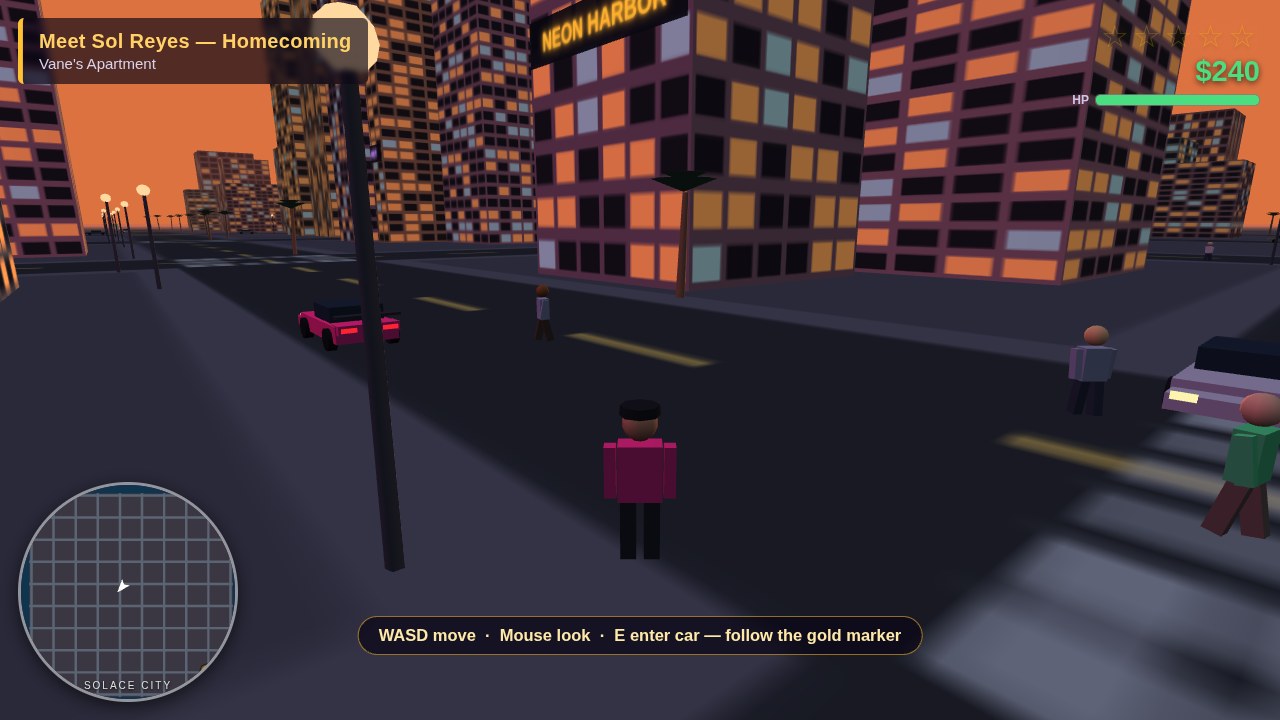 Meet Sol Reyes — Homecoming
Vane's Apartment
NEON HARBOR
$240
HP
WASD move · Mouse look · E enter car — follow the gold marker
SOLACE CITY